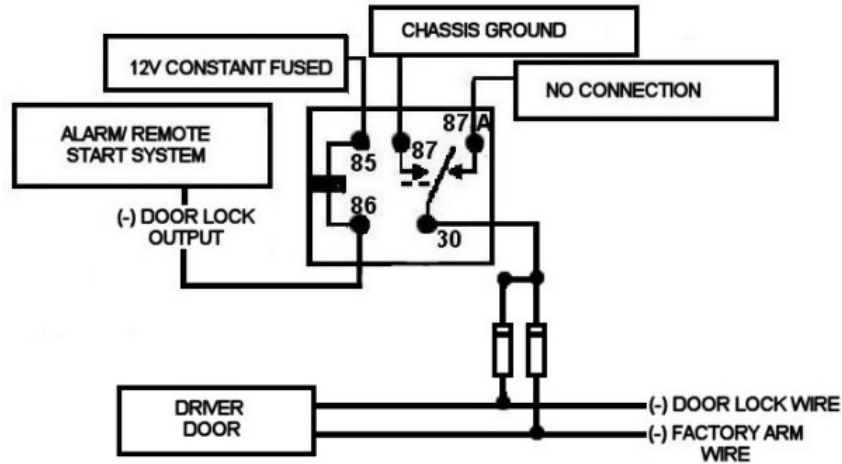 CHASSIS GROUND
12V CONSTANT FUSED
NO CONNECTION
ALARM/ REMOTE
START SYSTEM
87 A
87
85
86
30
(-) DOOR LOCK
OUTPUT
DRIVER
DOOR
(-) DOOR LOCK WIRE
(-) FACTORY ARM
WIRE